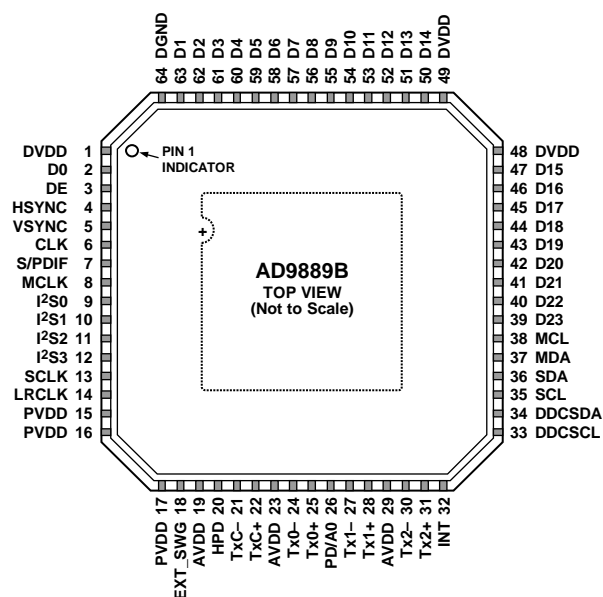 64 DGND
63 D1
62 D2
61 D3
60 D4
59 D5
58 D6
57 D7
56 D8
55 D9
54 D10
53 D11
52 D12
51 D13
50 D14
49 DVDD
DVDD 1
D0 2
DE 3
HSYNC 4
VSYNC 5
CLK 6
S/PDIF 7
MCLK 8
I2S0 9
I2S1 10
I2S2 11
I2S3 12
SCLK 13
LRCLK 14
PVDD 15
PVDD 16
PIN 1
INDICATOR
AD9889B
TOP VIEW
(Not to Scale)
48 DVDD
47 D15
46 D16
45 D17
44 D18
43 D19
42 D20
41 D21
40 D22
39 D23
38 MCL
37 MDA
36 SDA
35 SCL
34 DDCSDA
33 DDCSCL
PVDD 17
EXT_SWG 18
AVDD 19
HPD 20
TxC– 21
TxC+ 22
AVDD 23
Tx0– 24
Tx0+ 25
PD/A0 26
Tx1– 27
Tx1+ 28
AVDD 29
Tx2– 30
Tx2+ 31
INT 32